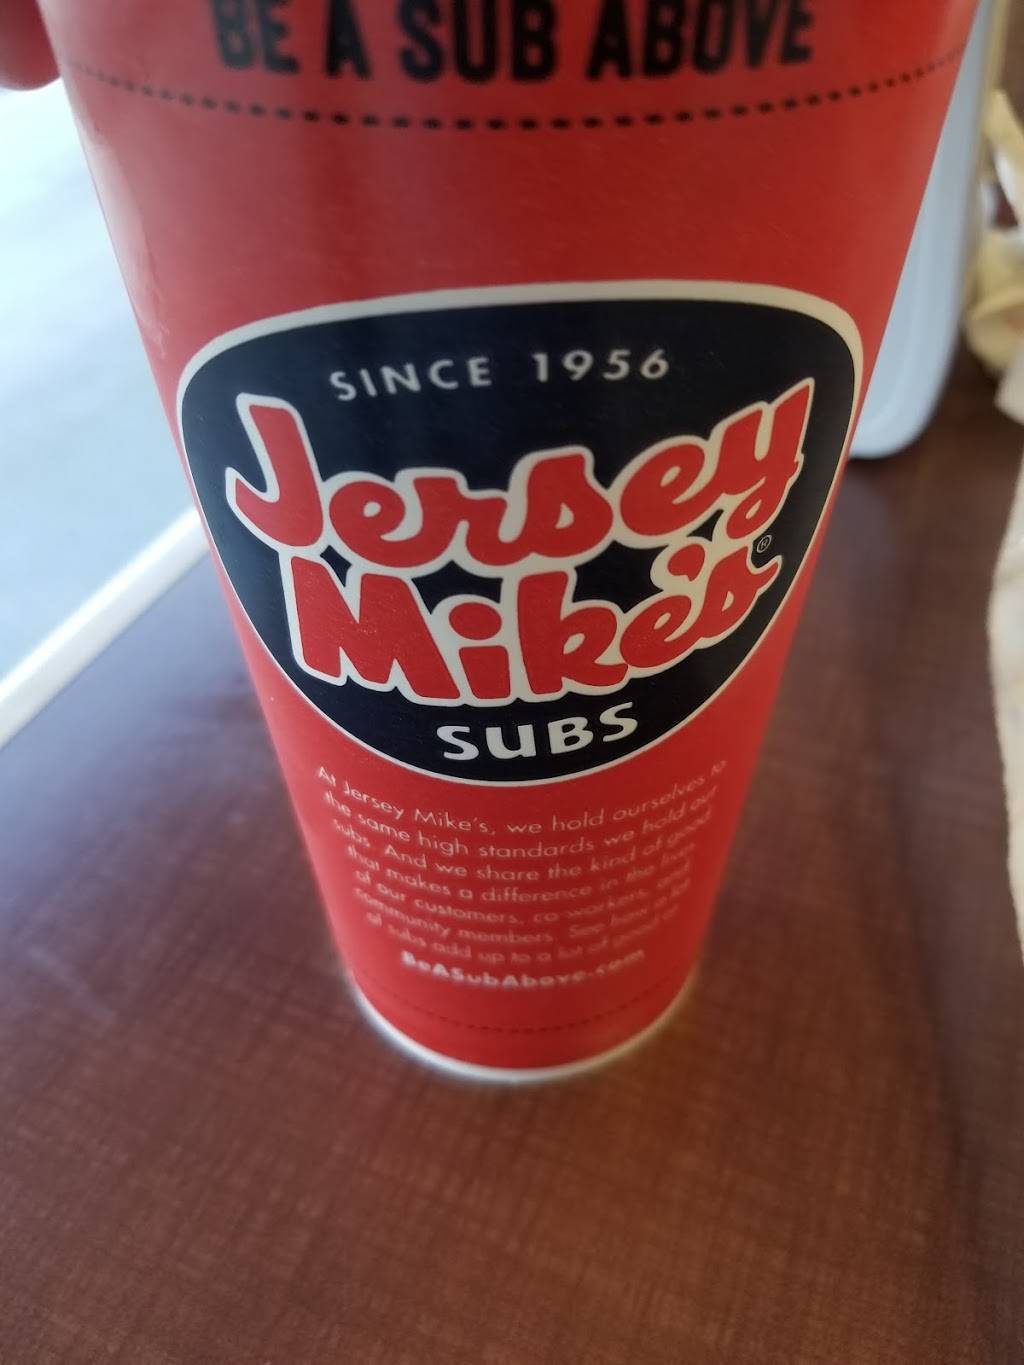 BE A SUB ABOVE
SINCE 1956
Jersey
Mike's®
SUBS
At Jersey Mike's, we hold ourselves to
the same high standards we hold our
subs. And we share the kind of good
that makes a difference in the lives
of our customers, co-workers, and
community members. See how a lot
of subs add up to a lot of good at
BeASubAbove.com